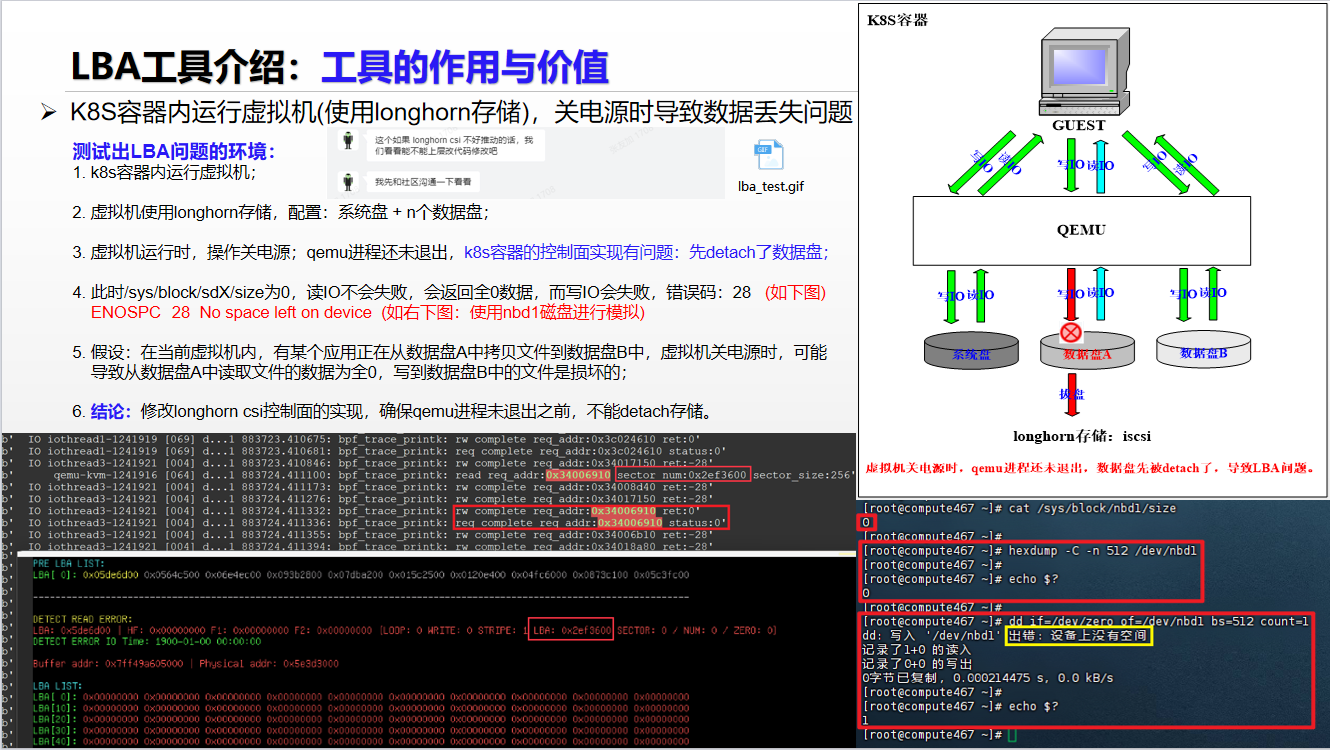 LBA工具介绍：工具的作用与价值
➢ K8S容器内运行虚拟机(使用longhorn存储)，关电源时导致数据丢失问题
测试出LBA问题的环境：
这个如果 longhorn csi 不好推动的话，我
们看看能不能上层改代码修改吧
我先和社区沟通一下看看
GIF
lba_test.gif
1. k8s容器内运行虚拟机；
2. 虚拟机使用longhorn存储，配置：系统盘 + n个数据盘；
3. 虚拟机运行时，操作关电源；qemu进程还未退出，k8s容器的控制面实现有问题：先detach了数据盘；
4. 此时/sys/block/sdX/size为0，读IO不会失败，会返回全0数据，而写IO会失败，错误码：28 (如下图)
ENOSPC 28 No space left on device (如右下图：使用nbd1磁盘进行模拟)
5. 假设：在当前虚拟机内，有某个应用正在从数据盘A中拷贝文件到数据盘B中，虚拟机关电源时，可能
导致从数据盘A中读取文件的数据为全0，写到数据盘B中的文件是损坏的；
6. 结论：修改longhorn csi控制面的实现，确保qemu进程未退出之前，不能detach存储。
K8S容器
GUEST
写IO 读IO 写IO 读IO 写IO 读IO
QEMU
写IO 读IO 写IO 读IO 写IO 读IO
系统盘 数据盘A 数据盘B
拔盘
longhorn存储：iscsi
虚拟机关电源时，qemu进程还未退出，数据盘先被detach了，导致LBA问题。
b' IO iothread1-1241919 [069] d...1 883723.410675: bpf_trace_printk: rw complete req_addr:0x3c024610 ret:0'
b' IO iothread1-1241919 [069] d...1 883723.410681: bpf_trace_printk: req complete req_addr:0x3c024610 status:0'
b' IO iothread3-1241921 [004] d...1 883723.410846: bpf_trace_printk: rw complete req_addr:0x34017150 ret:-28'
b' qemu-kvm-1241916 [064] d...1 883724.411100: bpf_trace_printk: read req_addr:0x34006910 sector_num:0x2ef3600 sector_size:256'
b' IO iothread3-1241921 [004] d...1 883724.411173: bpf_trace_printk: rw complete req_addr:0x34008d40 ret:-28'
b' IO iothread3-1241921 [004] d...1 883724.411276: bpf_trace_printk: rw complete req_addr:0x34017150 ret:-28'
b' IO iothread3-1241921 [004] d...1 883724.411332: bpf_trace_printk: rw complete req_addr:0x34006910 ret:0'
b' IO iothread3-1241921 [004] d...1 883724.411336: bpf_trace_printk: req complete req_addr:0x34006910 status:0'
b' IO iothread3-1241921 [004] d...1 883724.411355: bpf_trace_printk: rw complete req_addr:0x34006b10 ret:-28'
b' IO iothread3-1241921 [004] d...1 883724.411394: bpf_trace_printk: rw complete req_addr:0x34018a80 ret:-28'
PRE LBA LIST:
LBA[ 0]: 0x05de6d00 0x0564c500 0x06e4ec00 0x093b2800 0x07dba200 0x015c2500 0x0120e400 0x04fc6000 0x0873c100 0x05c3fc00
DETECT READ ERROR:
LBA: 0x5de6d00 | HF: 0x00000000 F1: 0x00000000 F2: 0x00000000 [LOOP: 0 WRITE: 0 STRIPE: 1 LBA: 0x2ef3600 SECTOR: 0 / NUM: 0 / ZERO: 0]
DETECT ERROR IO Time: 1900-01-00 00:00:00
Buffer addr: 0x7ff49a605000 | Physical addr: 0x5e3d3000
LBA LIST:
LBA[ 0]: 0x00000000 0x00000000 0x00000000 0x00000000 0x00000000 0x00000000 0x00000000 0x00000000 0x00000000 0x00000000
LBA[10]: 0x00000000 0x00000000 0x00000000 0x00000000 0x00000000 0x00000000 0x00000000 0x00000000 0x00000000 0x00000000
LBA[20]: 0x00000000 0x00000000 0x00000000 0x00000000 0x00000000 0x00000000 0x00000000 0x00000000 0x00000000 0x00000000
LBA[30]: 0x00000000 0x00000000 0x00000000 0x00000000 0x00000000 0x00000000 0x00000000 0x00000000 0x00000000 0x00000000
LBA[40]: 0x00000000 0x00000000 0x00000000 0x00000000 0x00000000 0x00000000 0x00000000 0x00000000 0x00000000 0x00000000
[root@compute467 ~]# cat /sys/block/nbd1/size
0
[root@compute467 ~]#
[root@compute467 ~]# hexdump -C -n 512 /dev/nbd1
[root@compute467 ~]#
[root@compute467 ~]# echo $?
0
[root@compute467 ~]#
[root@compute467 ~]# dd if=/dev/zero of=/dev/nbd1 bs=512 count=1
dd: 写入 '/dev/nbd1' 出错: 设备上没有空间
记录了1+0 的读入
记录了0+0 的写出
0字节已复制，0.000214475 s, 0.0 kB/s
[root@compute467 ~]#
[root@compute467 ~]# echo $?
1
[root@compute467 ~]#